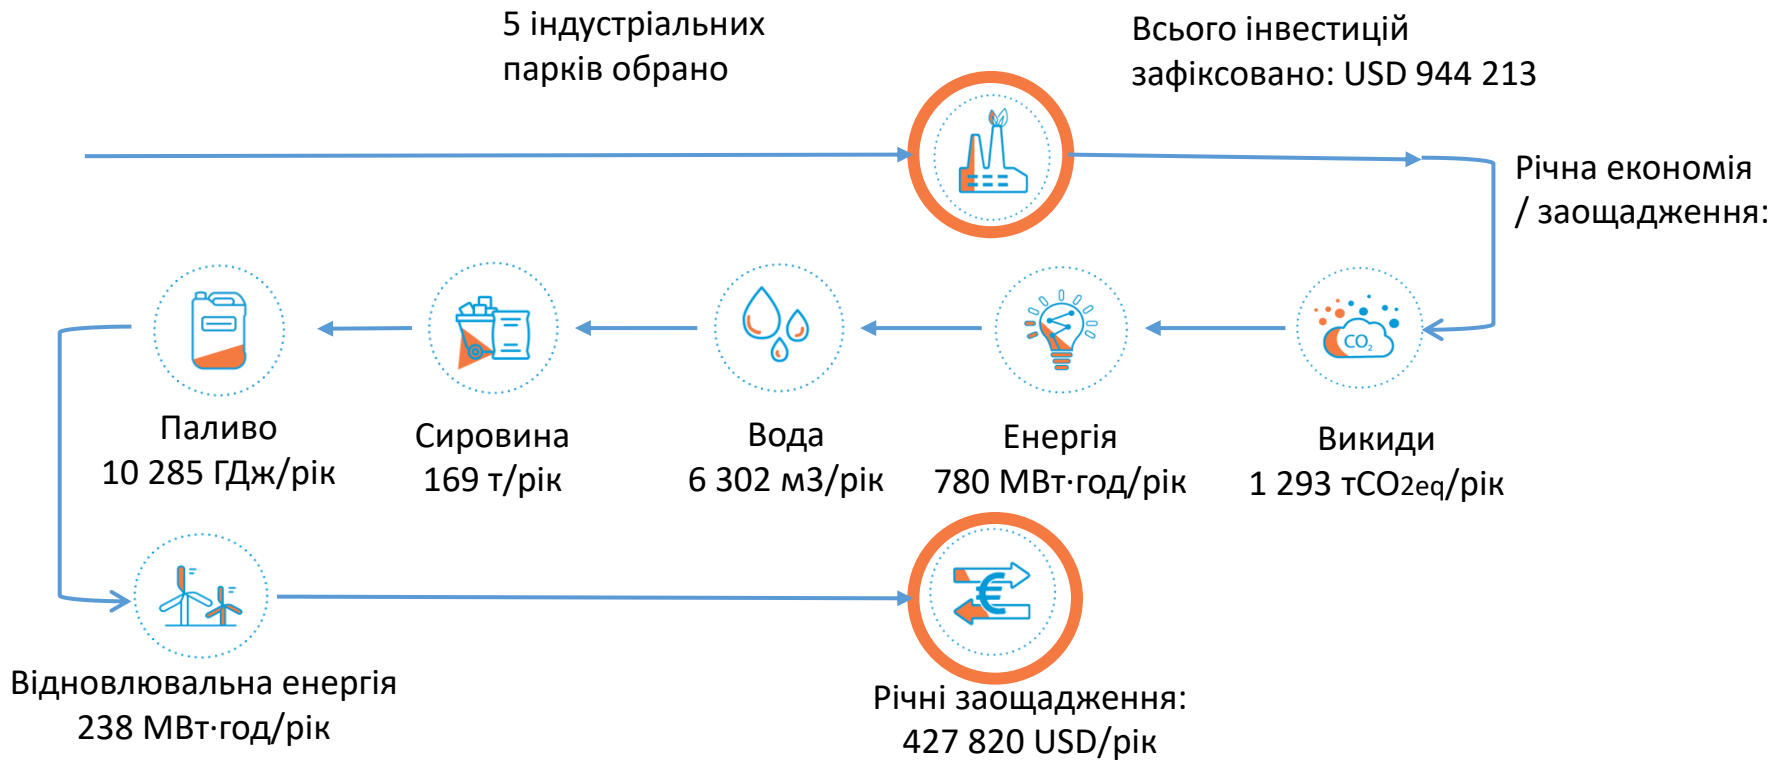 5 індустріальних
парків обрано
Всього інвестицій
зафіксовано: USD 944 213
Річна економія
/ заощадження:
CO2
Паливо
10 285 ГДж/рік
Сировина
169 т/рік
Вода
6 302 м3/рік
Енергія
780 МВт·год/рік
Викиди
1 293 тCO2eq/рік
Відновлювальна енергія
238 МВт·год/рік
€
Річні заощадження:
427 820 USD/рік